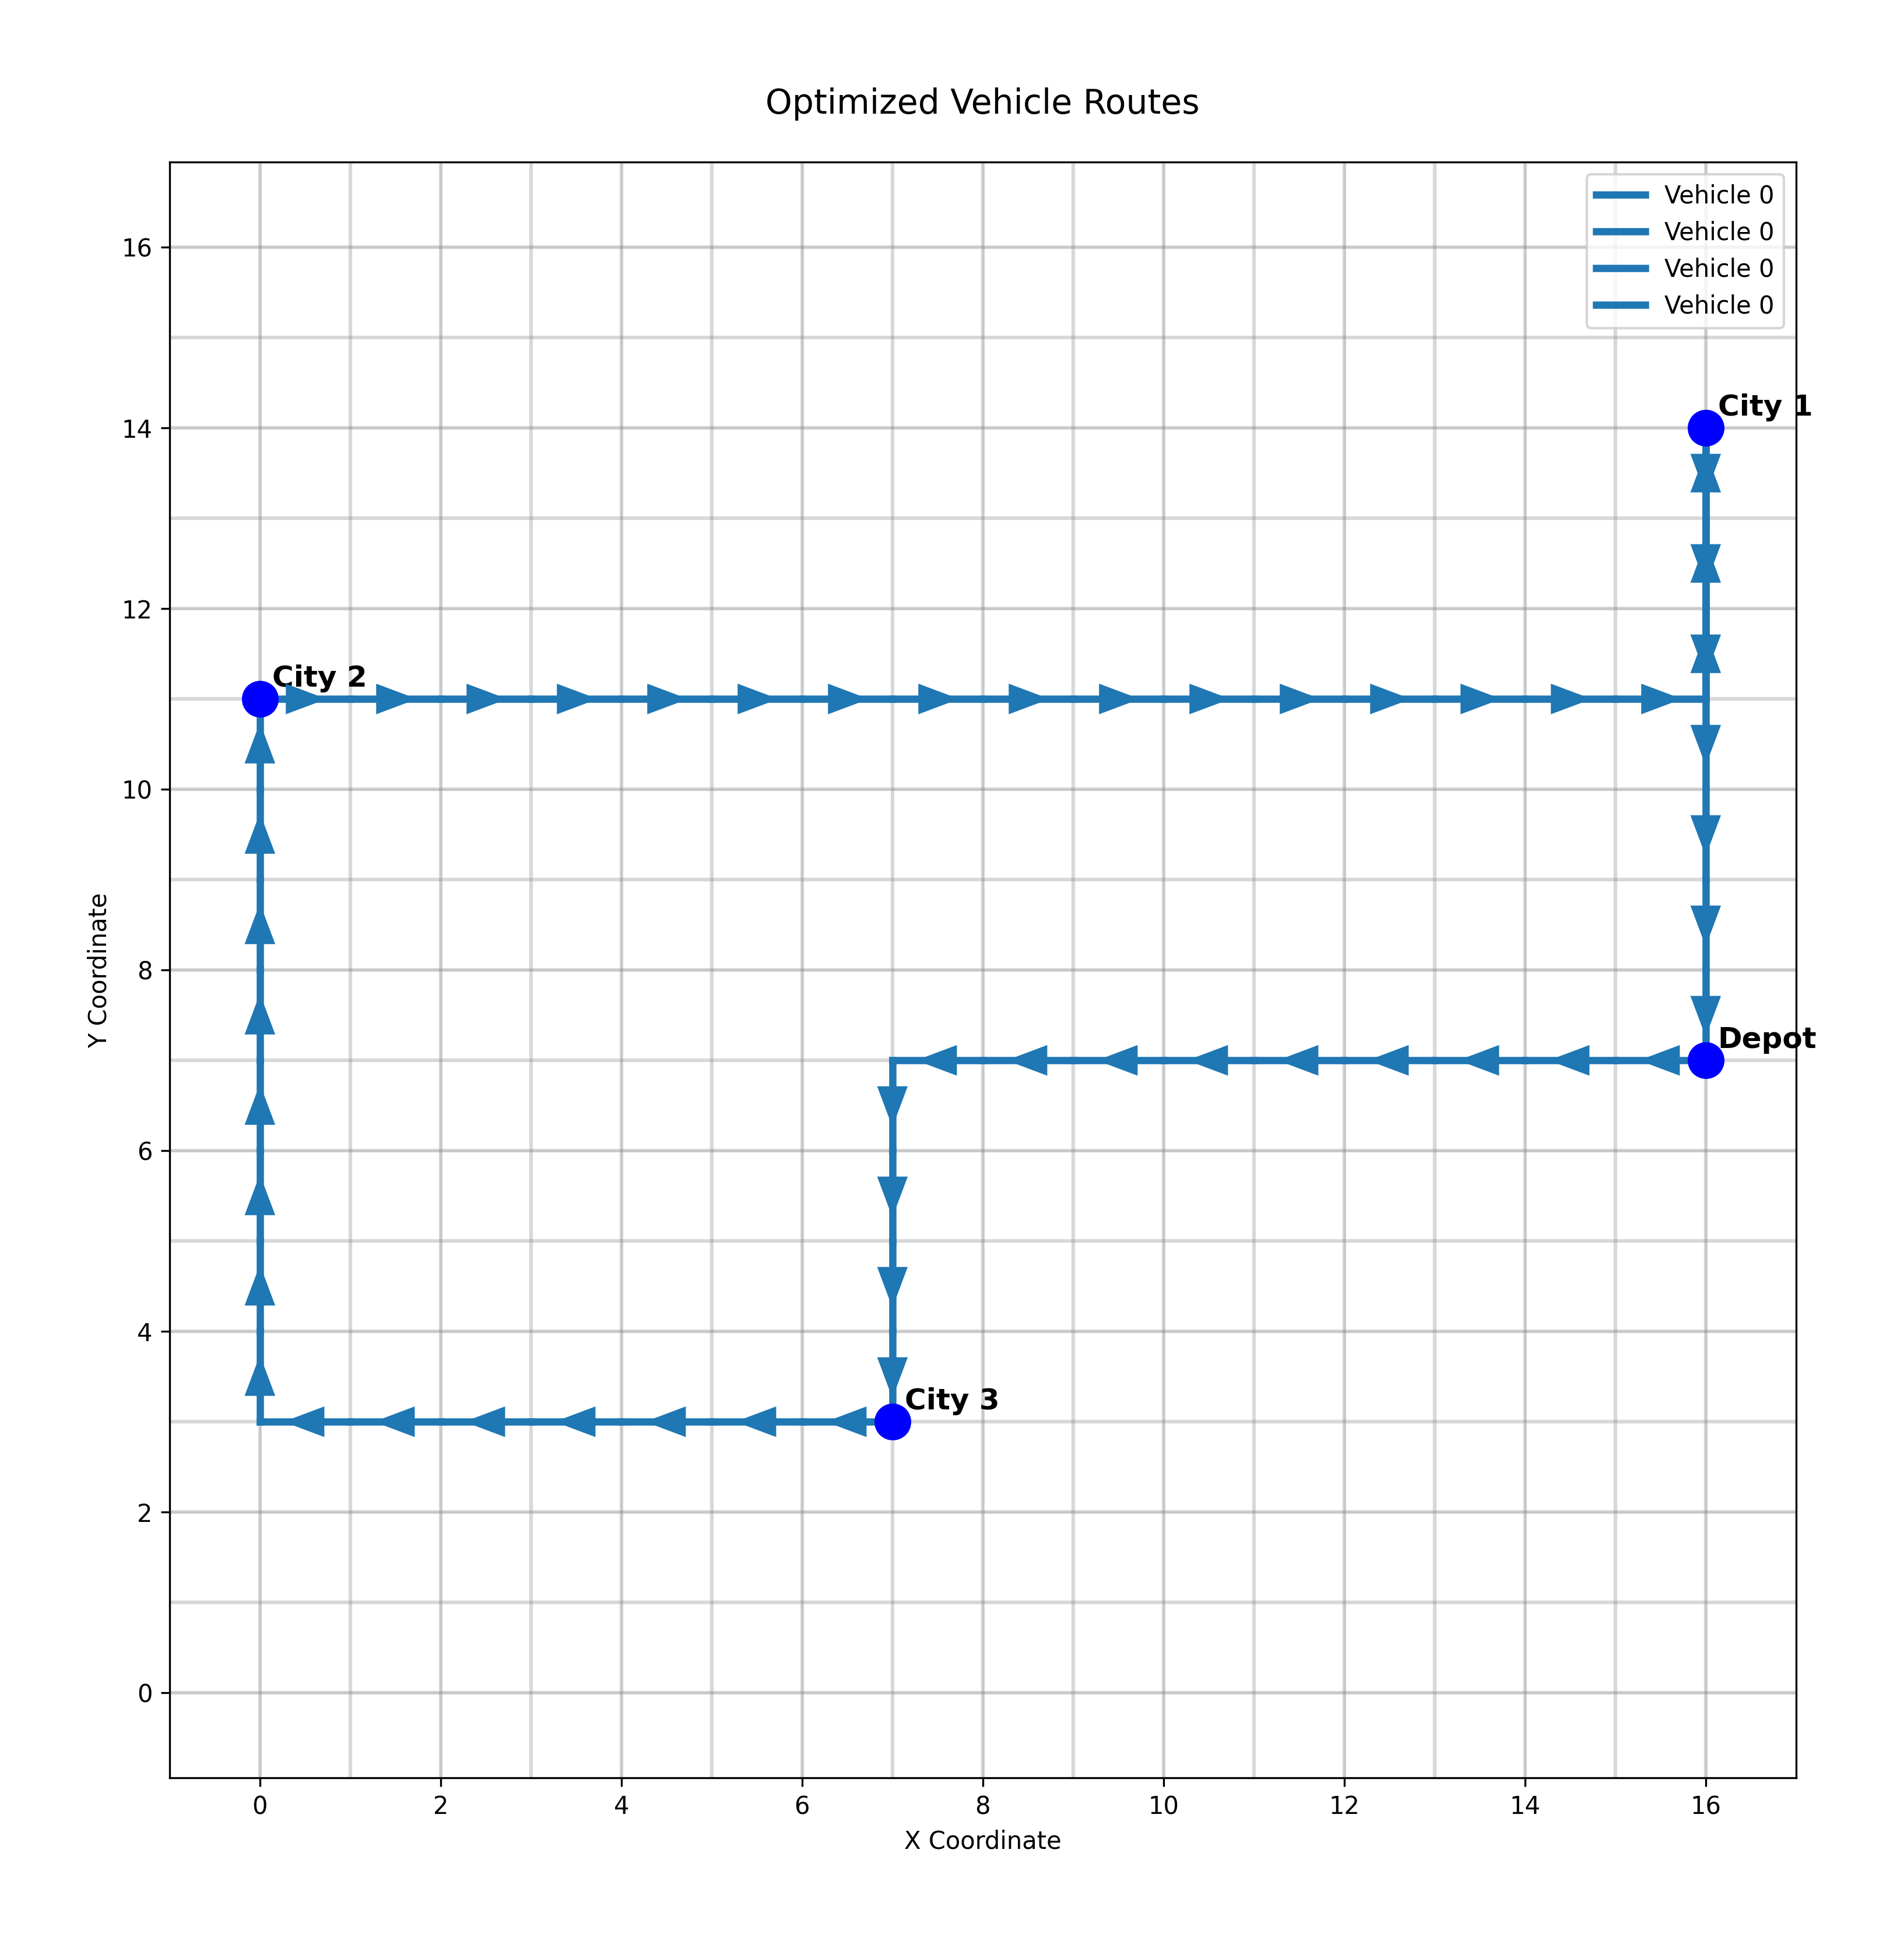 Optimized Vehicle Routes
Vehicle 0
Vehicle 0
Vehicle 0
Vehicle 0
16
14
12
10
8
6
4
2
0
Y Coordinate
City 1
City 2
Depot
City 3
0 2 4 6 8 10 12 14 16
X Coordinate